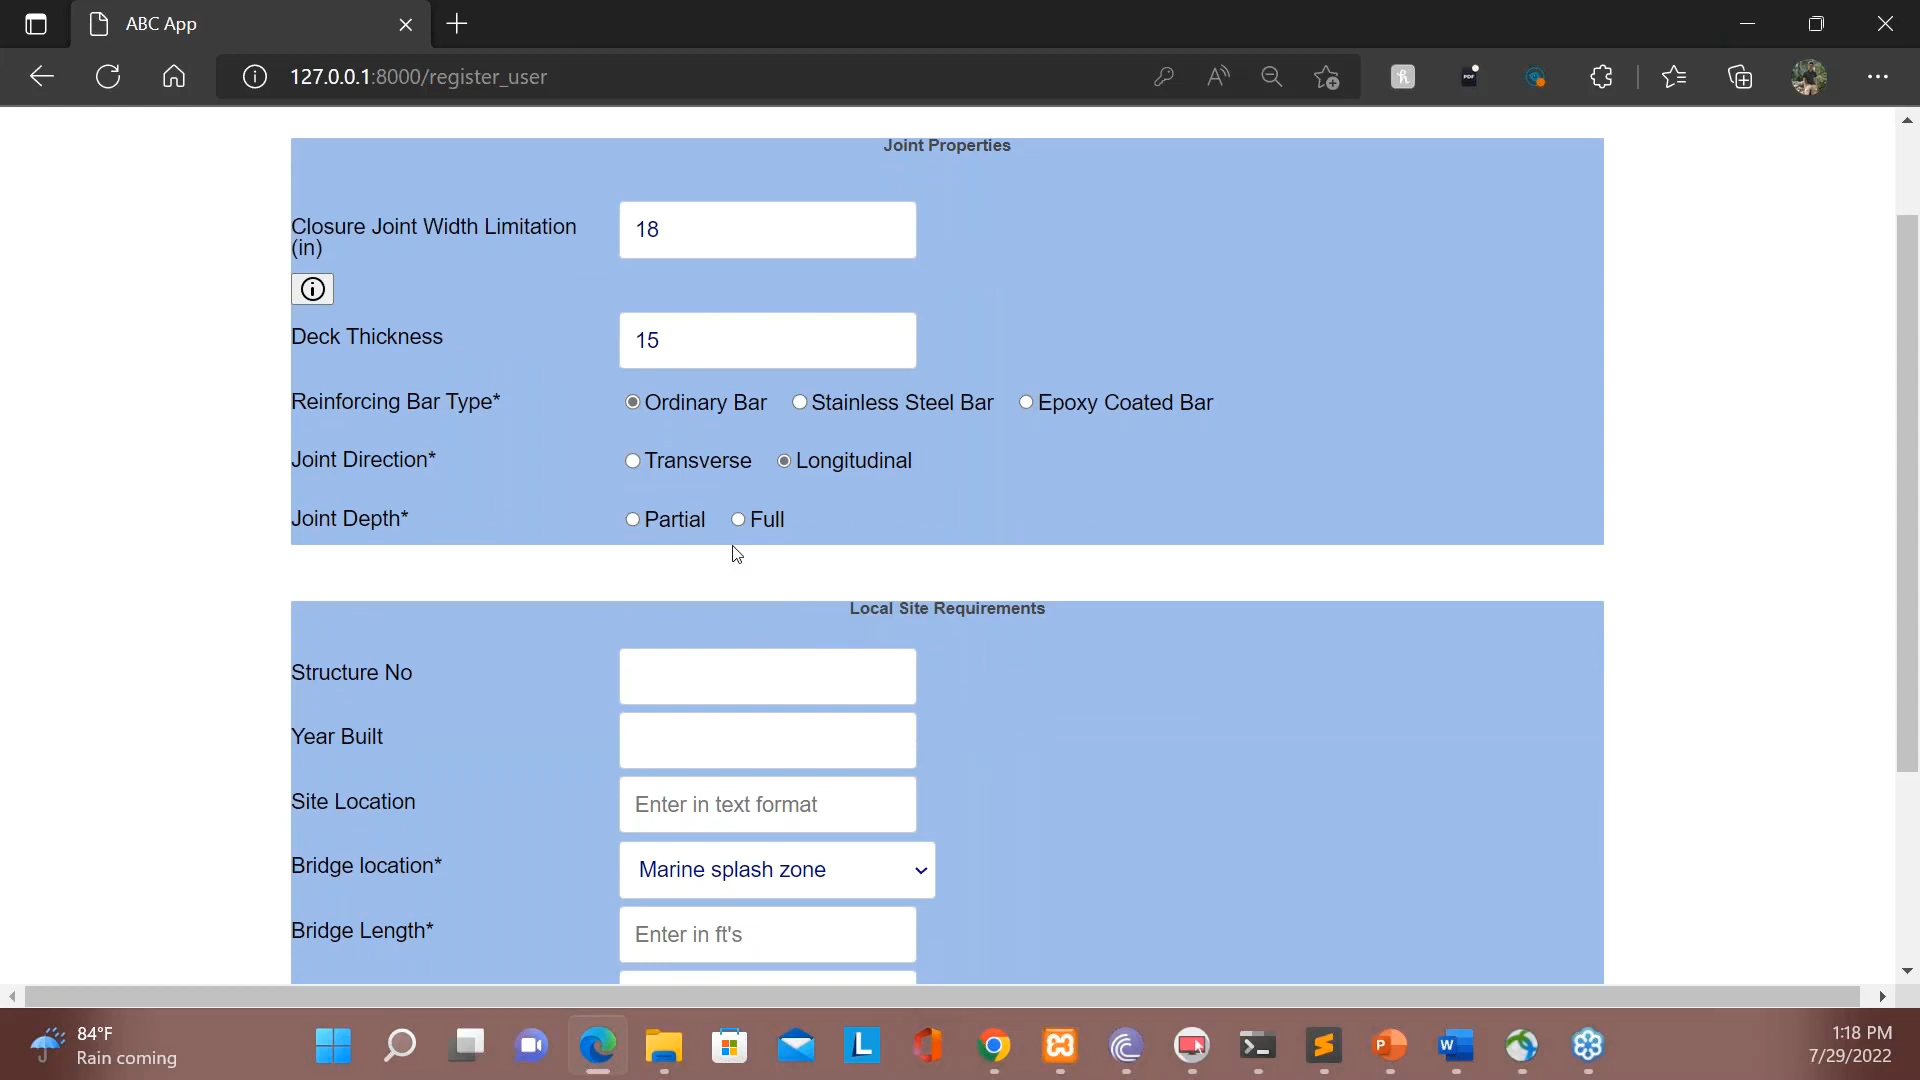 ABC App
127.0.0.1:8000/register_user
Joint Properties
Closure Joint Width Limitation
(in)
18
Deck Thickness
15
Reinforcing Bar Type*
Ordinary Bar
Stainless Steel Bar
Epoxy Coated Bar
Joint Direction*
Transverse
Longitudinal
Joint Depth*
Partial
Full
Local Site Requirements
Structure No
Year Built
Site Location
Enter in text format
Bridge location*
Marine splash zone
Bridge Length*
Enter in ft's
84°F
Rain coming
L
P
W
1:18 PM
7/29/2022